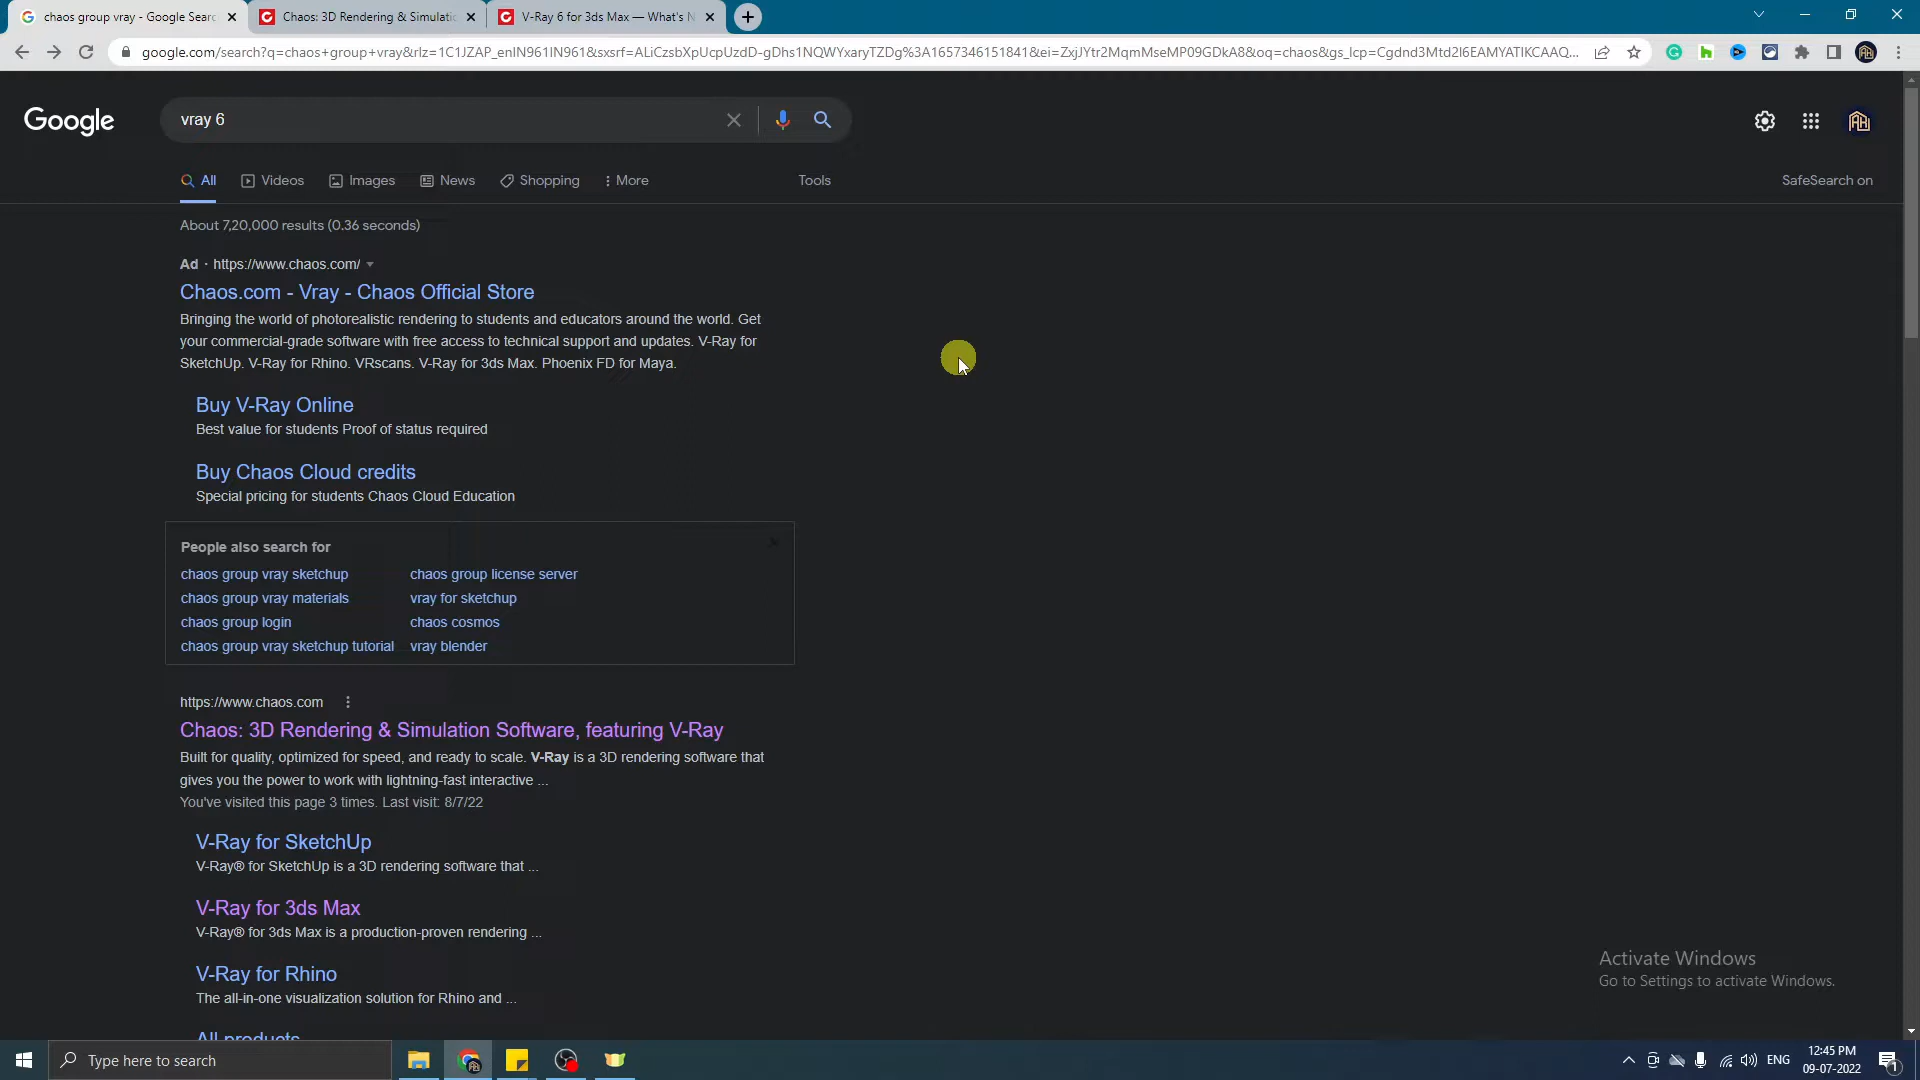 chaos group vray - Google Searc
Chaos: 3D Rendering & Simulatic
V-Ray 6 for 3ds Max — What's N
google.com/search?q=chaos+group+vray&rlz=1C1JZAP_enIN961IN961&sxsrf=ALiCzsbXpUcpUzdD-gDhs1NQWYxaryTZDg%3A1657346151841&ei=ZxjJYtr2MqmMseMP09GDkA8&oq=chaos&gs_lcp=Cgdnd3Mtd2l6EAMYATIKCAAQ...
Google
vray 6
All
Videos
Images
News
Shopping
More
Tools
SafeSearch on
About 7,20,000 results (0.36 seconds)
Ad · https://www.chaos.com/
Chaos.com - Vray - Chaos Official Store
Bringing the world of photorealistic rendering to students and educators around the world. Get
your commercial-grade software with free access to technical support and updates. V-Ray for
SketchUp. V-Ray for Rhino. VRscans. V-Ray for 3ds Max. Phoenix FD for Maya.
Buy V-Ray Online
Best value for students Proof of status required
Buy Chaos Cloud credits
Special pricing for students Chaos Cloud Education
People also search for
chaos group vray sketchup
chaos group license server
chaos group vray materials
vray for sketchup
chaos group login
chaos cosmos
chaos group vray sketchup tutorial
vray blender
https://www.chaos.com
Chaos: 3D Rendering & Simulation Software, featuring V-Ray
Built for quality, optimized for speed, and ready to scale. V-Ray is a 3D rendering software that
gives you the power to work with lightning-fast interactive ...
You've visited this page 3 times. Last visit: 8/7/22
V-Ray for SketchUp
V-Ray® for SketchUp is a 3D rendering software that ...
V-Ray for 3ds Max
V-Ray® for 3ds Max is a production-proven rendering ...
V-Ray for Rhino
The all-in-one visualization solution for Rhino and ...
All products
Activate Windows
Go to Settings to activate Windows.
Type here to search
ENG
12:45 PM
09-07-2022
1